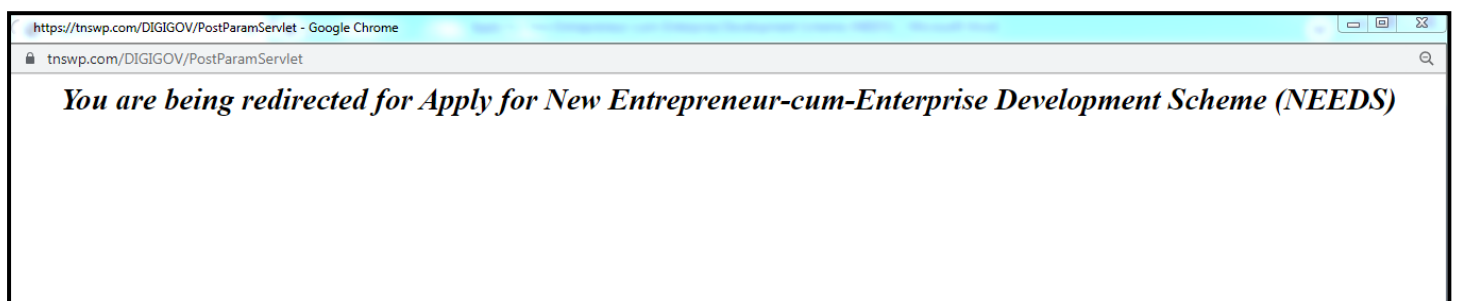 https://tnswp.com/DIGIGOV/PostParamServlet - Google Chrome
tnswp.com/DIGIGOV/PostParamServlet
You are being redirected for Apply for New Entrepreneur-cum-Enterprise Development Scheme (NEEDS)